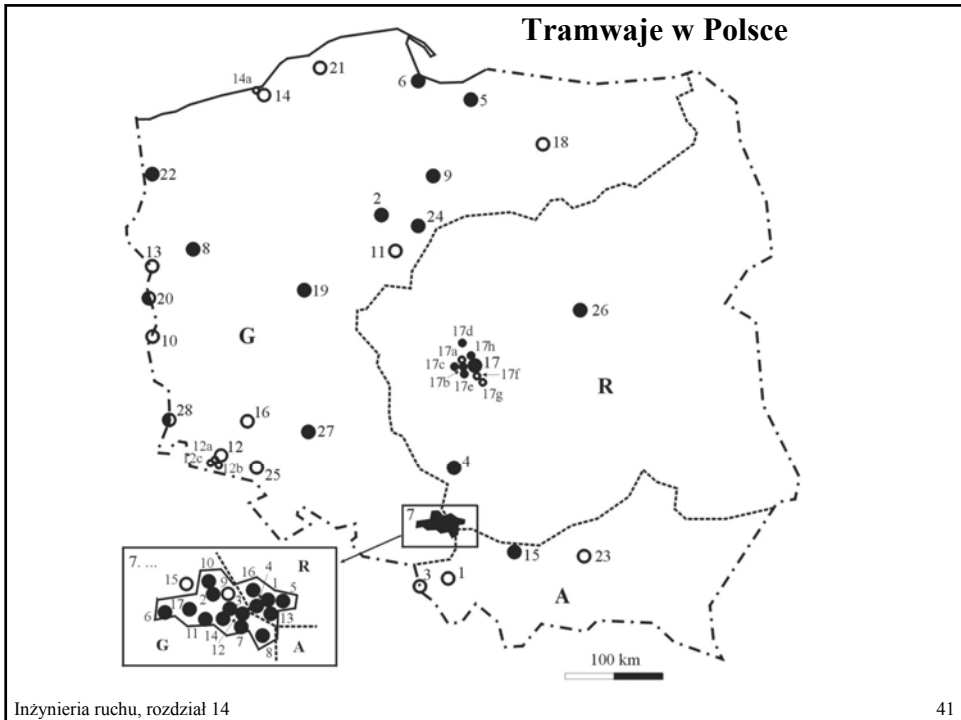 Tramwaje w Polsce
21
14a
14
6
5
18
22
9
2
24
8
11
13
19
20
26
10
G
17d
17a
17h
17c
17
17b
17e
17f
17g
R
28
16
27
12a
12
12c
12b
25
4
7
15
23
3
1
A
7. ...
10
16
4
R
15
9
1
5
2
3
17
6
13
11
14
12
7
8
G
A
100 km
Inżynieria ruchu, rozdział 14
41